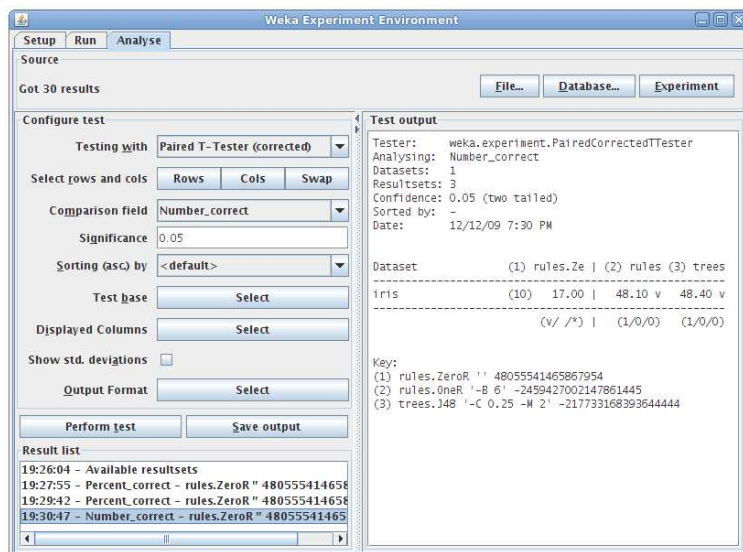 Weka Experiment Environment
Setup Run Analyse
Source
Got 30 results
File... Database... Experiment
Configure test
Testing with Paired T-Tester (corrected)
Select rows and cols Rows Cols Swap
Comparison field Number_correct
Significance 0.05
Sorting (asc.) by <default>
Test base Select
Displayed Columns Select
Show std. deviations
Output Format Select
Perform test Save output
Result list
19:26:04 - Available resultsets
19:27:55 - Percent_correct - rules.ZeroR '' 480555414658
19:29:42 - Percent_correct - rules.ZeroR '' 480555414658
19:30:47 - Number_correct - rules.ZeroR '' 48055541465
Test output
Tester: weka.experiment.PairedCorrectedTTester
Analysing: Number_correct
Datasets: 1
Resultsets: 3
Confidence: 0.05 (two tailed)
Sorted by: -
Date: 12/12/09 7:30 PM
Dataset (1) rules.Ze | (2) rules (3) trees
--------------------------------------------------------------
iris (10) 17.00 | 48.10 v 48.40 v
--------------------------------------------------------------
(v/ /*) | (1/0/0) (1/0/0)
Key:
(1) rules.ZeroR '' 48055541465867954
(2) rules.OneR '-B 6' -2459427002147861445
(3) trees.J48 '-C 0.25 -M 2' -217733168393644444